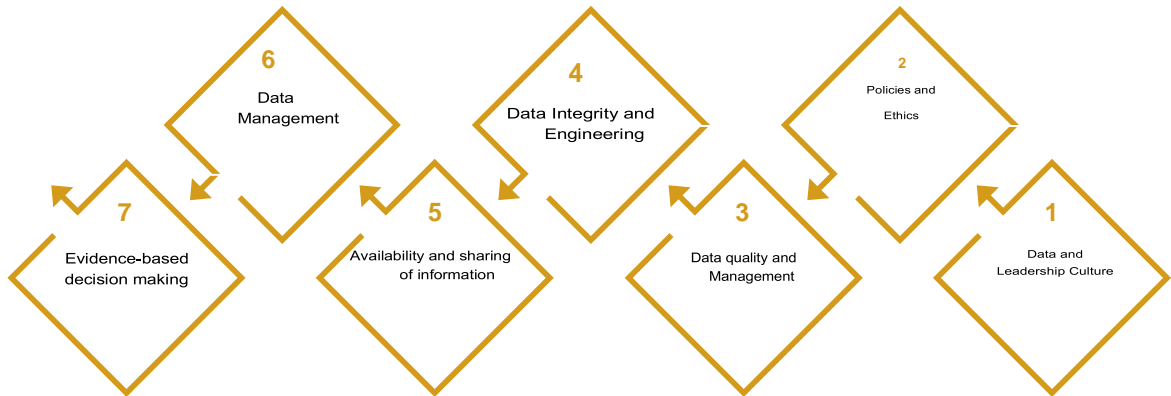 6
Data
Management
4
Data Integrity and
Engineering
2
Policies and
Ethics
7
Evidence-based
decision making
5
Availability and sharing
of information
3
Data quality and
Management
1
Data and
Leadership Culture